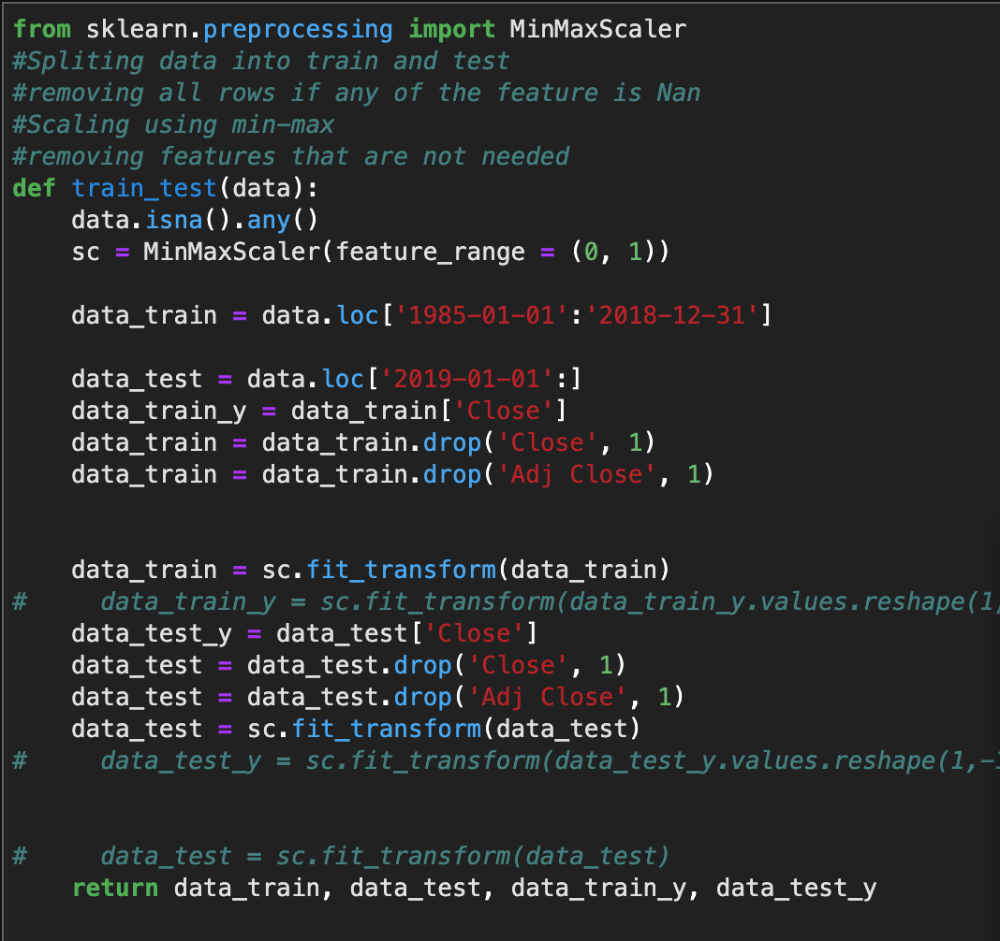 from sklearn.preprocessing import MinMaxScaler
#Spliting data into train and test
#removing all rows if any of the feature is Nan
#Scaling using min-max
#removing features that are not needed
def train_test(data):
    data.isna().any()
    sc = MinMaxScaler(feature_range = (0, 1))
    data_train = data.loc['1985-01-01':'2018-12-31']
    data_test = data.loc['2019-01-01':]
    data_train_y = data_train['Close']
    data_train = data_train.drop('Close', 1)
    data_train = data_train.drop('Adj Close', 1)
    data_train = sc.fit_transform(data_train)
#     data_train_y = sc.fit_transform(data_train_y.values.reshape(1,
    data_test_y = data_test['Close']
    data_test = data_test.drop('Close', 1)
    data_test = data_test.drop('Adj Close', 1)
    data_test = sc.fit_transform(data_test)
#     data_test_y = sc.fit_transform(data_test_y.values.reshape(1,-1
#     data_test = sc.fit_transform(data_test)
    return data_train, data_test, data_train_y, data_test_y